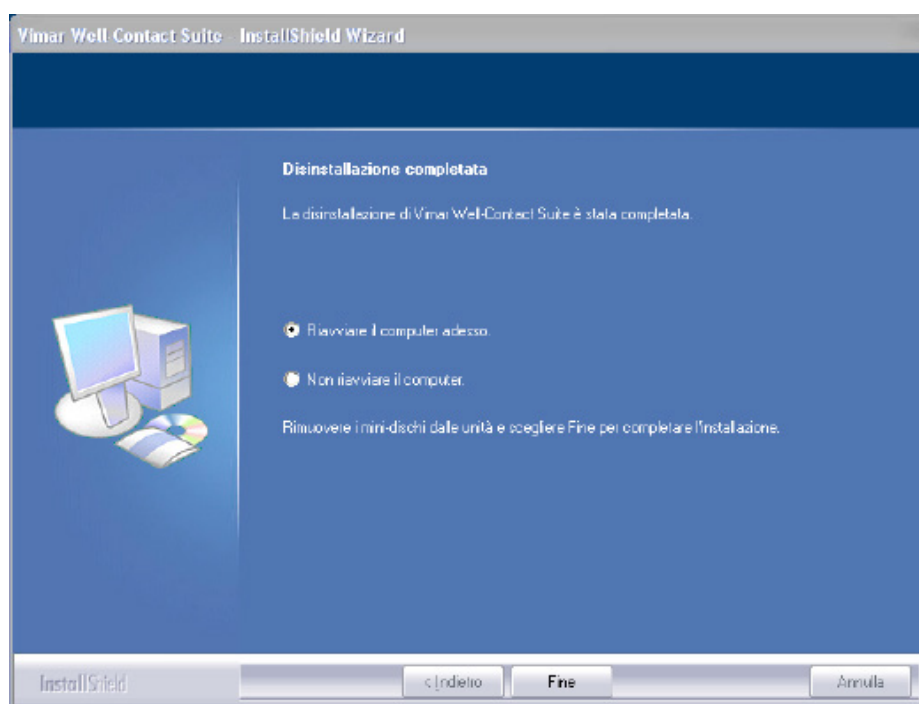 Vimar Well-Contact Suite - InstallShield Wizard
Disinstallazione completata
La disinstallazione di Vimar Well-Contact Suite è stata completata.
Riavviare il computer adesso.
Non riavviare il computer.
Rimuovere i mini-dischi dalle unità e scegliere Fine per completare l'installazione.
InstallShield
< Indietro
Fine
Annulla